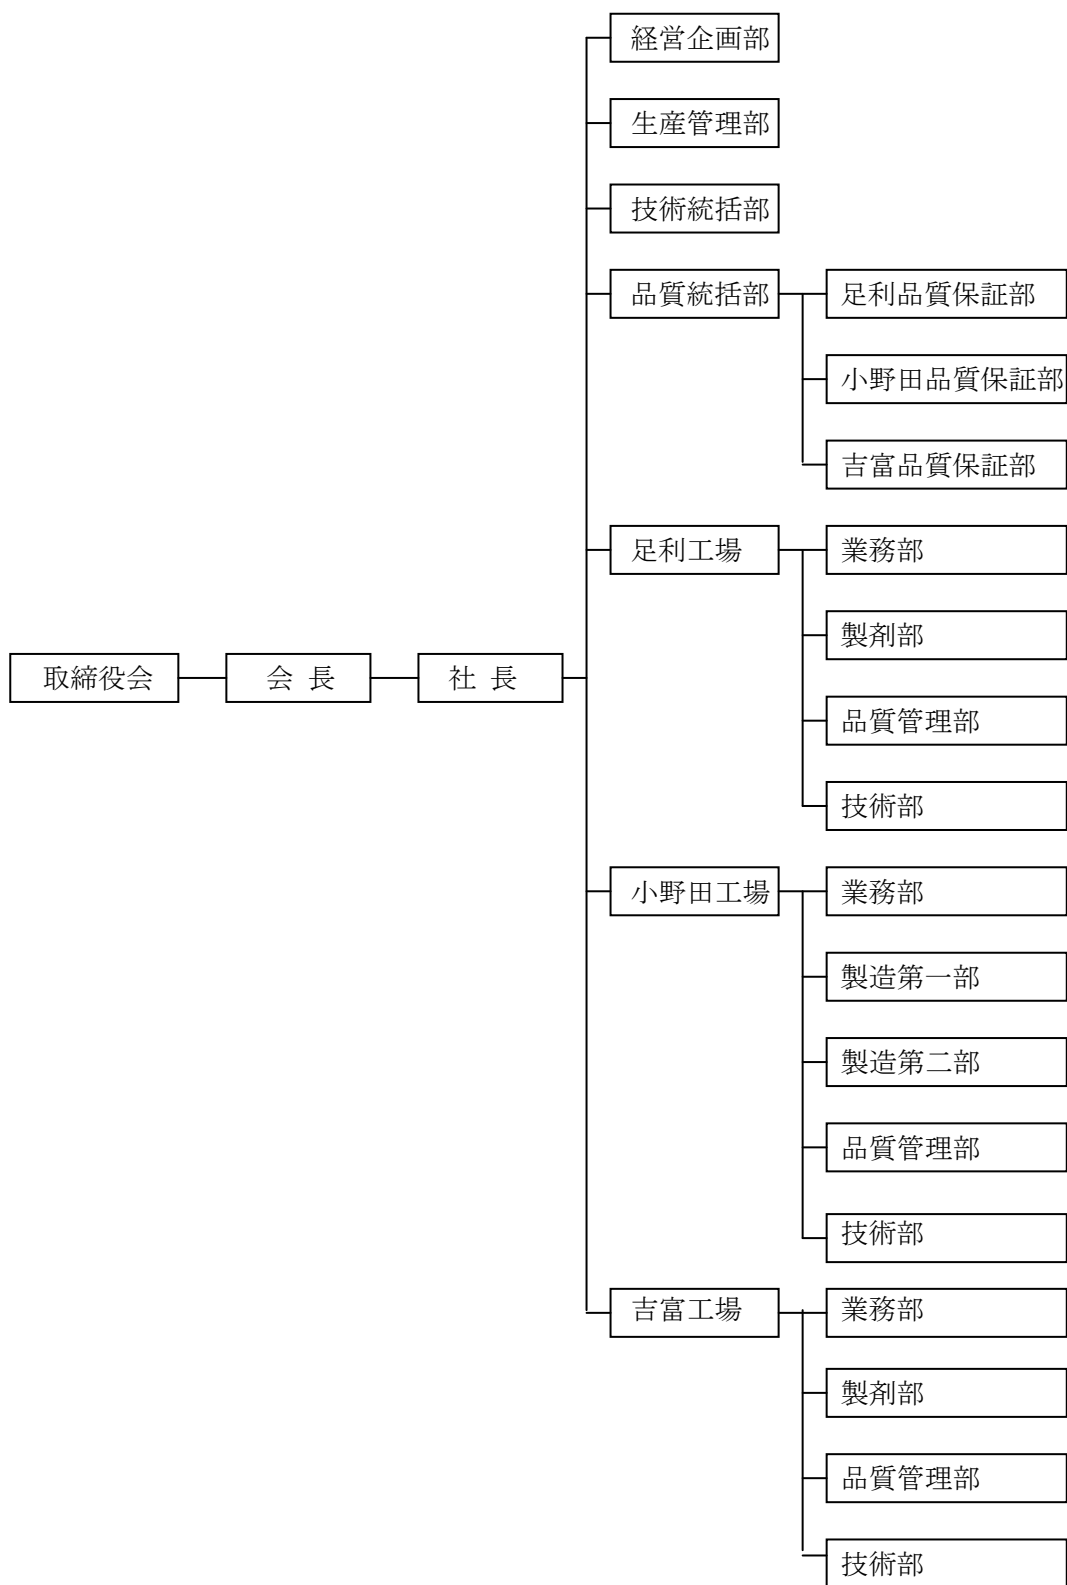 経営企画部
生産管理部
技術統括部
品質統括部
足利品質保証部
小野田品質保証部
吉富品質保証部
足利工場
業務部
製剤部
取締役会
会 長
社 長
品質管理部
技術部
小野田工場
業務部
製造第一部
製造第二部
品質管理部
技術部
吉富工場
業務部
製剤部
品質管理部
技術部